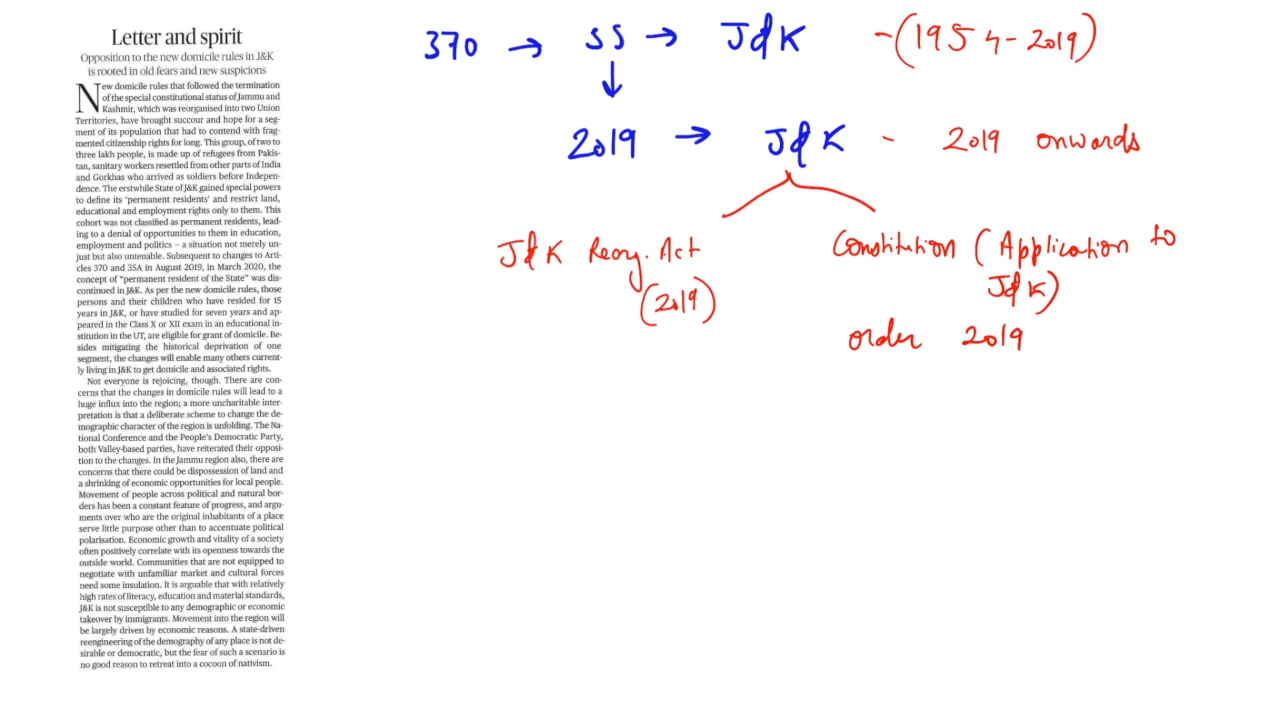 Letter and spirit
Opposition to the new domicile rules in J&K
is rooted in old fears and new suspicions
New domicile rules that followed the termination
of the special constitutional status of Jammu and
Kashmir, which was reorganised into two Union
Territories, have brought succour and hope for a seg-
ment of its population that had to contend with frag-
mented citizenship rights for long. This group, of two to
three lakh people, is made up of refugees from Pakis-
tan, sanitary workers resettled from other parts of India
and Gorkhas who arrived as soldiers before Indepen-
dence. The erstwhile State of J&K gained special powers
to define its 'permanent residents' and restrict land,
educational and employment rights only to them. This
cohort was not classified as permanent residents, lead-
ing to a denial of opportunities to them in education,
employment and politics – a situation not merely un-
just but also untenable. Subsequent to changes to Arti-
cles 370 and 35A in August 2019, in March 2020, the
concept of "permanent resident of the State" was dis-
continued in J&K. As per the new domicile rules, those
persons and their children who have resided for 15
years in J&K, or have studied for seven years and ap-
peared in the Class X or XII exam in an educational in-
stitution in the UT, are eligible for grant of domicile. Be-
sides mitigating the historical deprivation of one
segment, the changes will enable many others current-
ly living in J&K to get domicile and associated rights.
Not everyone is rejoicing, though. There are con-
cerns that the changes in domicile rules will lead to a
huge influx into the region; a more uncharitable inter-
pretation is that a deliberate scheme to change the de-
mographic character of the region is unfolding. The Na-
tional Conference and the People's Democratic Party,
both Valley-based parties, have reiterated their opposi-
tion to the changes. In the Jammu region also, there are
concerns that there could be dispossession of land and
a shrinking of economic opportunities for local people.
Movement of people across political and natural bor-
ders has been a constant feature of progress, and argu-
ments over who are the original inhabitants of a place
serve little purpose other than to accentuate political
polarisation. Economic growth and vitality of a society
often positively correlate with its openness towards the
outside world. Communities that are not equipped to
negotiate with unfamiliar market and cultural forces
need some insulation. It is arguable that with relatively
high rates of literacy, education and material standards,
J&K is not susceptible to any demographic or economic
takeover by immigrants. Movement into the region will
be largely driven by economic reasons. A state-driven
reengineering of the demography of any place is not de-
sirable or democratic, but the fear of such a scenario is
no good reason to retreat into a cocoon of nativism.
370 → SS → J&K - (1954 - 2019)
↓
2019 → J&K - 2019 onwards
J&K Reorg. Act
(2019)
Constitution (Application to
J&K)
order 2019